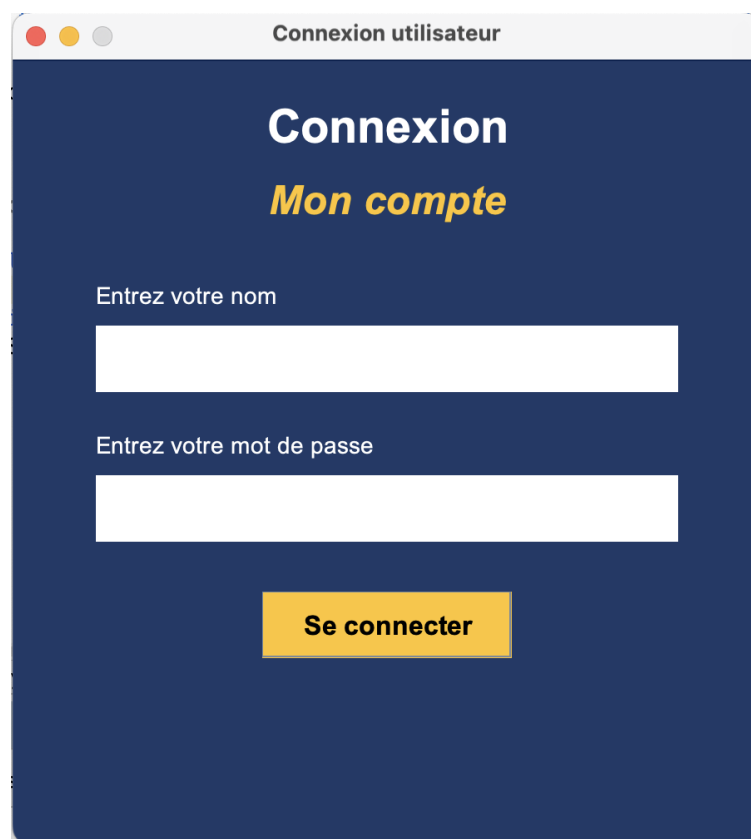 Connexion utilisateur
Connexion
Mon compte
Entrez votre nom
Entrez votre mot de passe
Se connecter